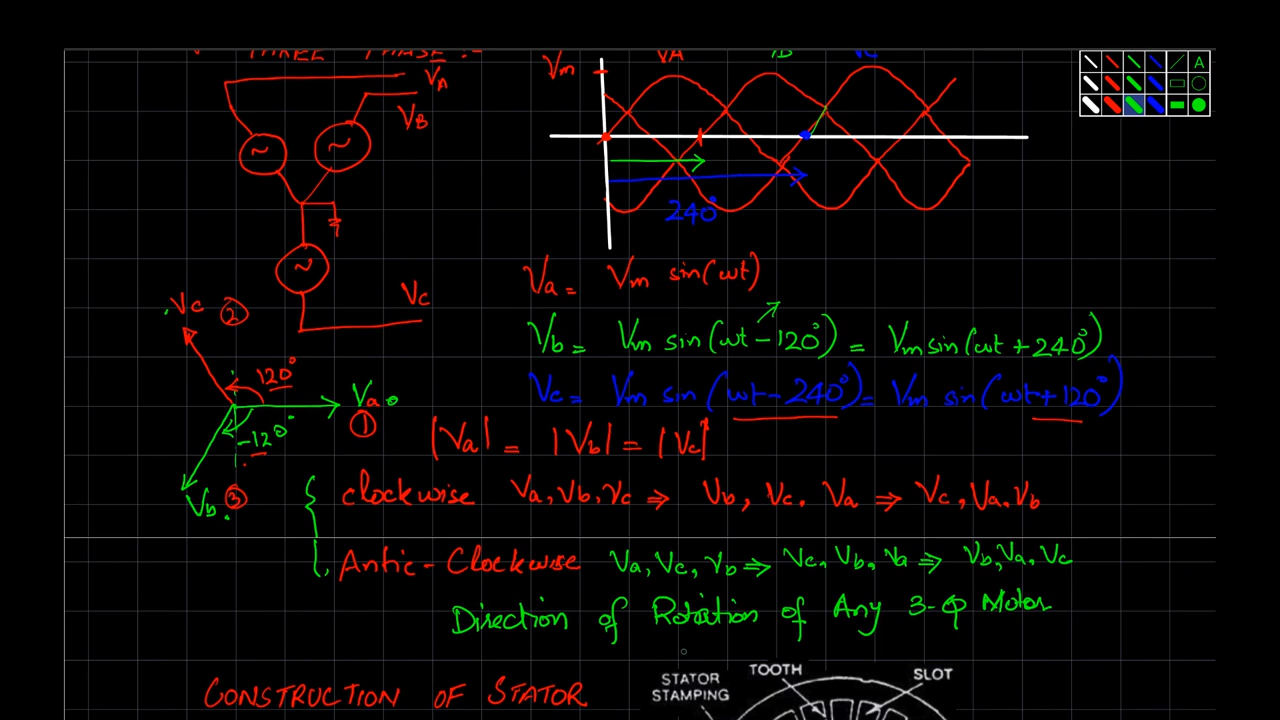 THREE PHASE :-
Vm VA VB VC
VA
VB
240°
Va = Vm sin(ωt)
Vc
Vc 2
Vb = Vm sin(ωt - 120°) = Vm sin(ωt + 240°)
120°
Vc = Vm sin(ωt - 240°) = Vm sin(ωt + 120°)
Va
1
-120°
|Va| = |Vb| = |Vc|
Vb 3
clockwise Va, Vb, Vc ⇒ Vb, Vc, Va ⇒ Vc, Va, Vb
Antic-Clockwise Va, Vc, Vb ⇒ Vc, Vb, Va ⇒ Vb, Va, Vc
Direction of Rotation of Any 3-φ Motor
CONSTRUCTION OF STATOR
STATOR
STAMPING
TOOTH
SLOT
A